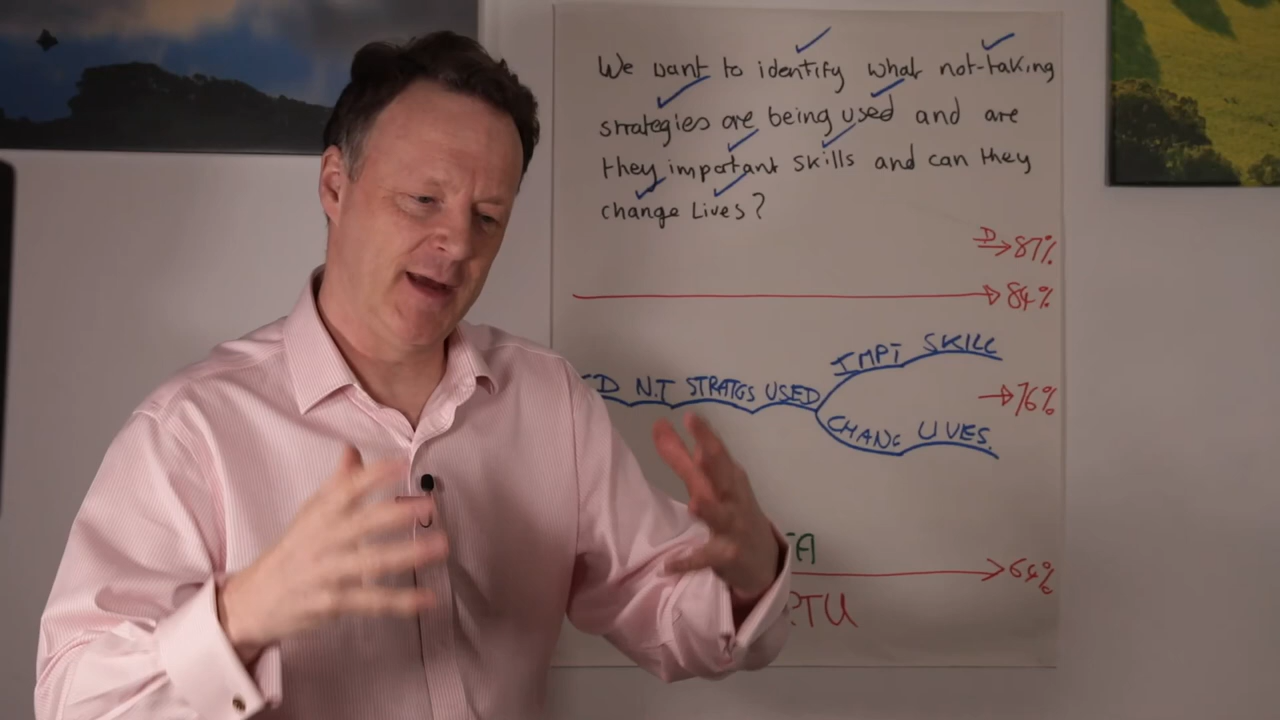 We want to identify what not-taking
strategies are being used and are
they important skills and can they
change Lives?
D 87%
84%
IMPT SKILL
N.T STRATGS USED
76%
CHANG LIVES.
64%